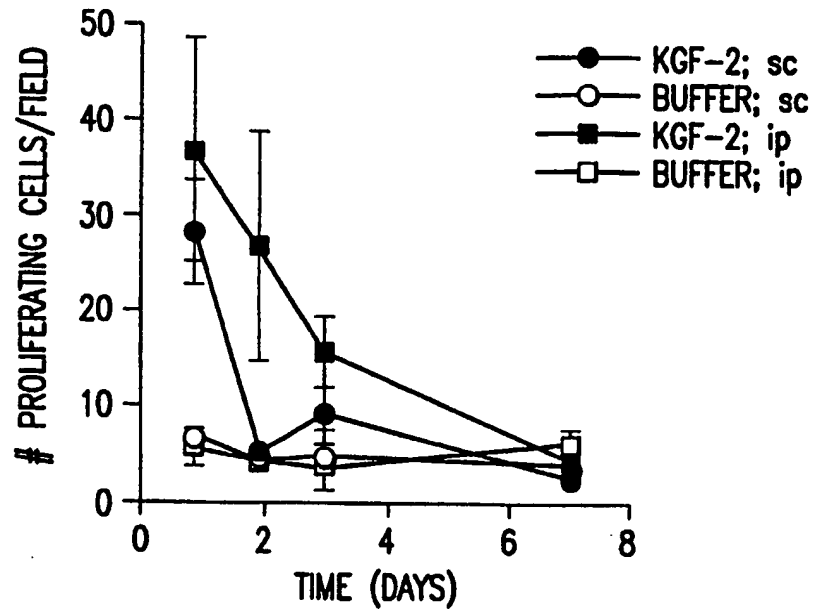 50
40
30
20
10
0
# PROLIFERATING CELLS/FIELD
KGF-2; sc
BUFFER; sc
KGF-2; ip
BUFFER; ip
0 2 4 6 8
TIME (DAYS)